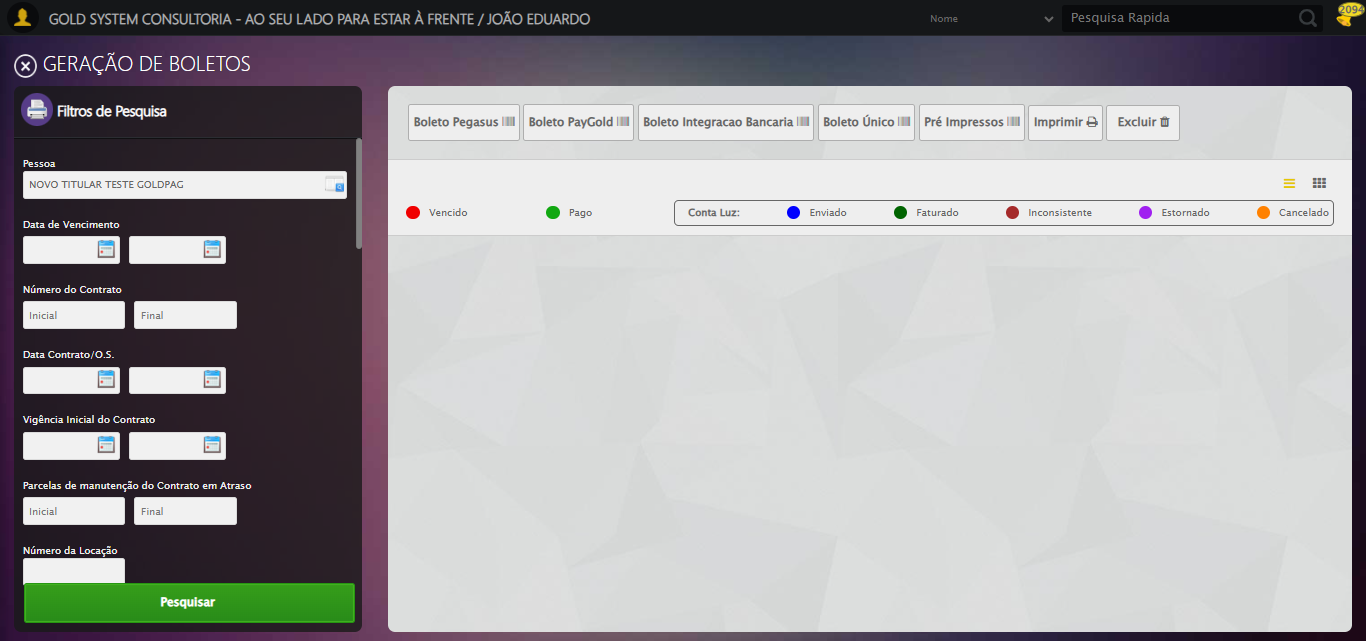 GOLD SYSTEM CONSULTORIA - AO SEU LADO PARA ESTAR À FRENTE / JOÃO EDUARDO
Nome
Pesquisa Rapida
2094
GERAÇÃO DE BOLETOS
Filtros de Pesquisa
Pessoa
NOVO TITULAR TESTE GOLDPAG
Data de Vencimento
Número do Contrato
Inicial Final
Data Contrato/O.S.
Vigência Inicial do Contrato
Parcelas de manutenção do Contrato em Atraso
Inicial Final
Número da Locação
Pesquisar
Boleto Pegasus Boleto PayGold Boleto Integracao Bancaria Boleto Único Pré Impressos Imprimir Excluir
Vencido Pago Conta Luz: Enviado Faturado Inconsistente Estornado Cancelado